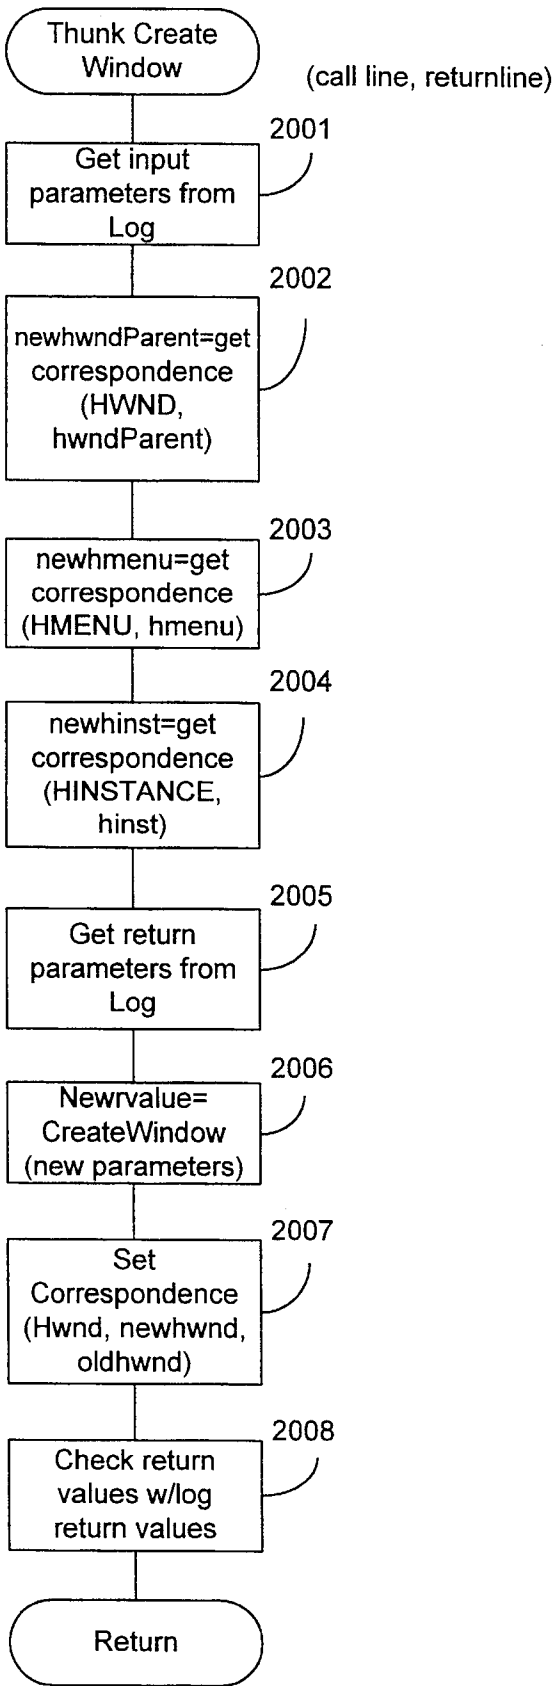 Thunk Create
Window
(call line, returnline)
2001
Get input
parameters from
Log
2002
newhwndParent=get
correspondence
(HWND,
hwndParent)
2003
newhmenu=get
correspondence
(HMENU, hmenu)
2004
newhinst=get
correspondence
(HINSTANCE,
hinst)
2005
Get return
parameters from
Log
2006
Newrvalue=
CreateWindow
(new parameters)
2007
Set
Correspondence
(Hwnd, newhwnd,
oldhwnd)
2008
Check return
values w/log
return values
Return